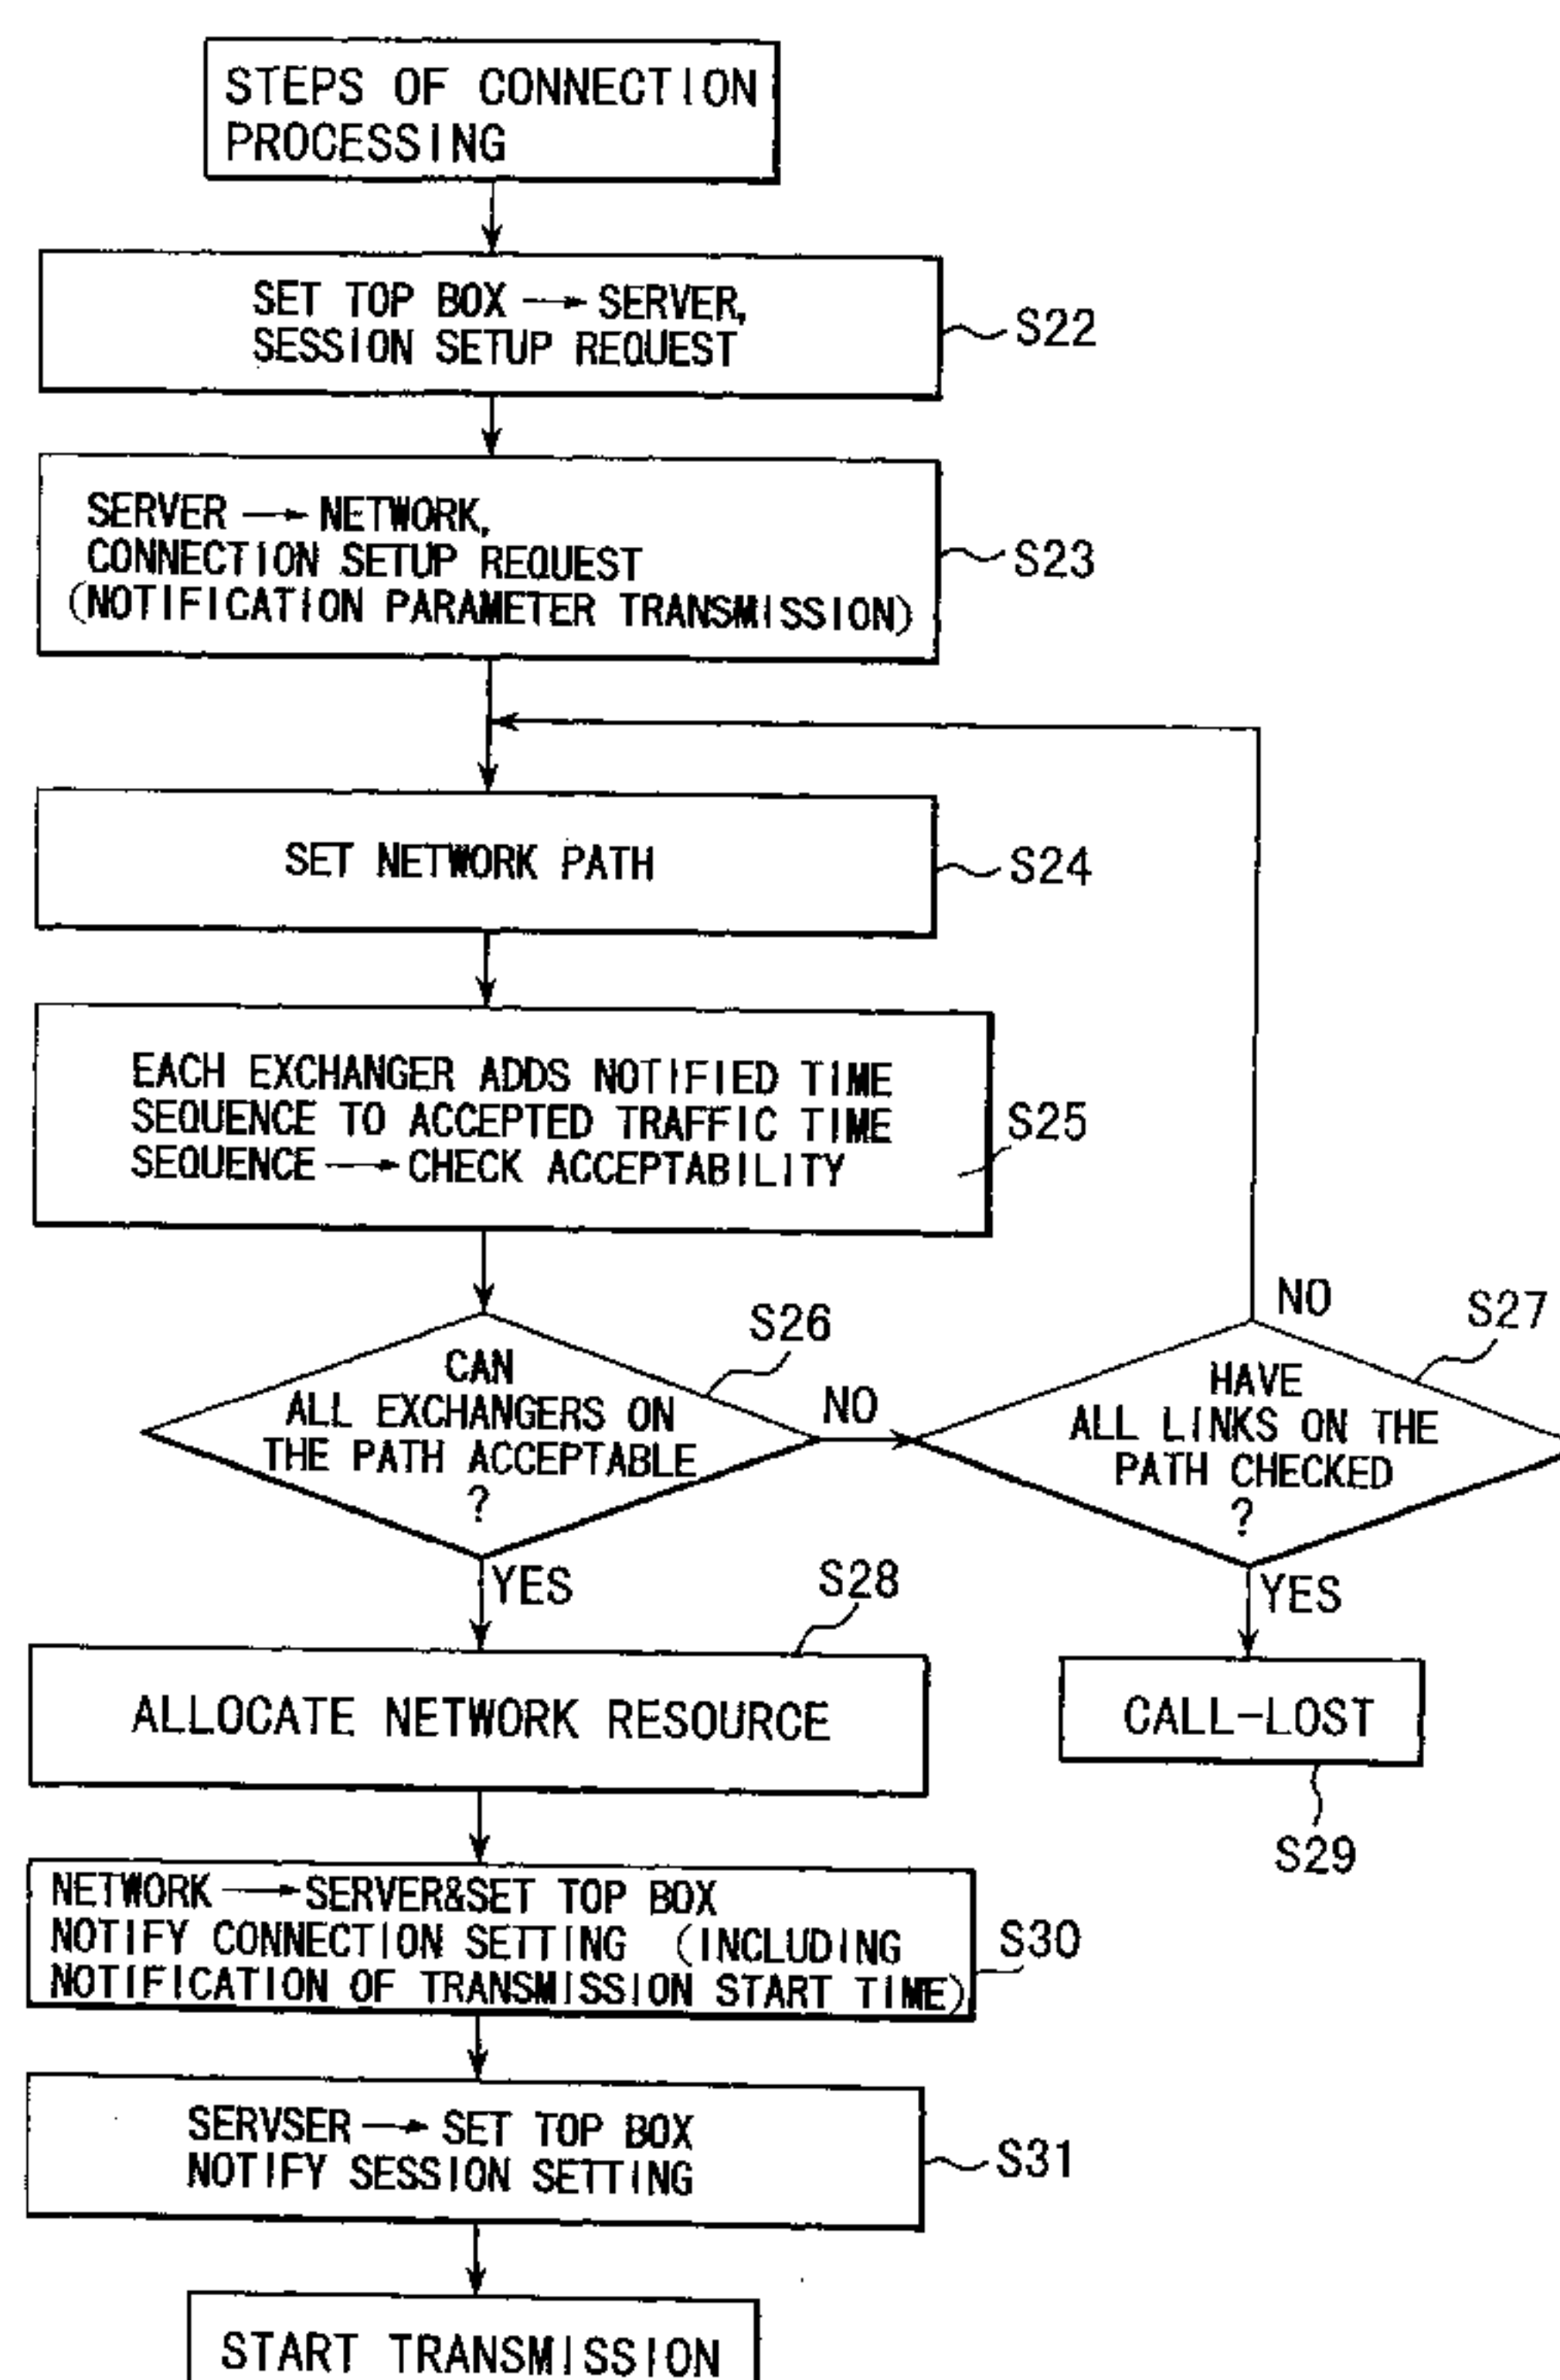 STEPS OF CONNECTION
PROCESSING
SET TOP BOX → SERVER,
SESSION SETUP REQUEST
S22
SERVER → NETWORK,
CONNECTION SETUP REQUEST
(NOTIFICATION PARAMETER TRANSMISSION)
S23
SET NETWORK PATH
S24
EACH EXCHANGER ADDS NOTIFIED TIME
SEQUENCE TO ACCEPTED TRAFFIC TIME
SEQUENCE → CHECK ACCEPTABILITY
S25
S26
CAN
ALL EXCHANGERS ON
THE PATH ACCEPTABLE
?
NO
YES
NO
S27
HAVE
ALL LINKS ON THE
PATH CHECKED
?
YES
S28
ALLOCATE NETWORK RESOURCE
CALL-LOST
S29
NETWORK → SERVER&SET TOP BOX
NOTIFY CONNECTION SETTING (INCLUDING
NOTIFICATION OF TRANSMISSION START TIME)
S30
SERVSER → SET TOP BOX
NOTIFY SESSION SETTING
S31
START TRANSMISSION